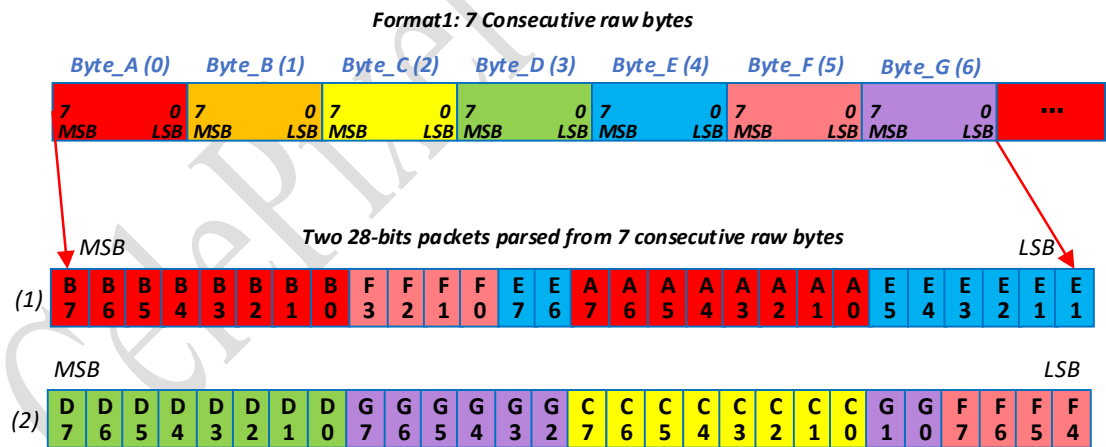 Format1: 7 Consecutive raw bytes
Byte_A (0) Byte_B (1) Byte_C (2) Byte_D (3) Byte_E (4) Byte_F (5) Byte_G (6)
7 0 7 0 7 0 7 0 7 0 7 0 7 0 ...
MSB LSB MSB LSB MSB LSB MSB LSB MSB LSB MSB LSB MSB LSB
MSB Two 28-bits packets parsed from 7 consecutive raw bytes LSB
(1) B7 B6 B5 B4 B3 B2 B1 B0 F3 F2 F1 F0 E7 E6 A7 A6 A5 A4 A3 A2 A1 A0 E5 E4 E3 E2 E1 E1
MSB LSB
(2) D7 D6 D5 D4 D3 D2 D1 D0 G7 G6 G5 G4 G3 G2 C7 C6 C5 C4 C3 C2 C1 C0 G1 G0 F7 F6 F5 F4
CelePixel